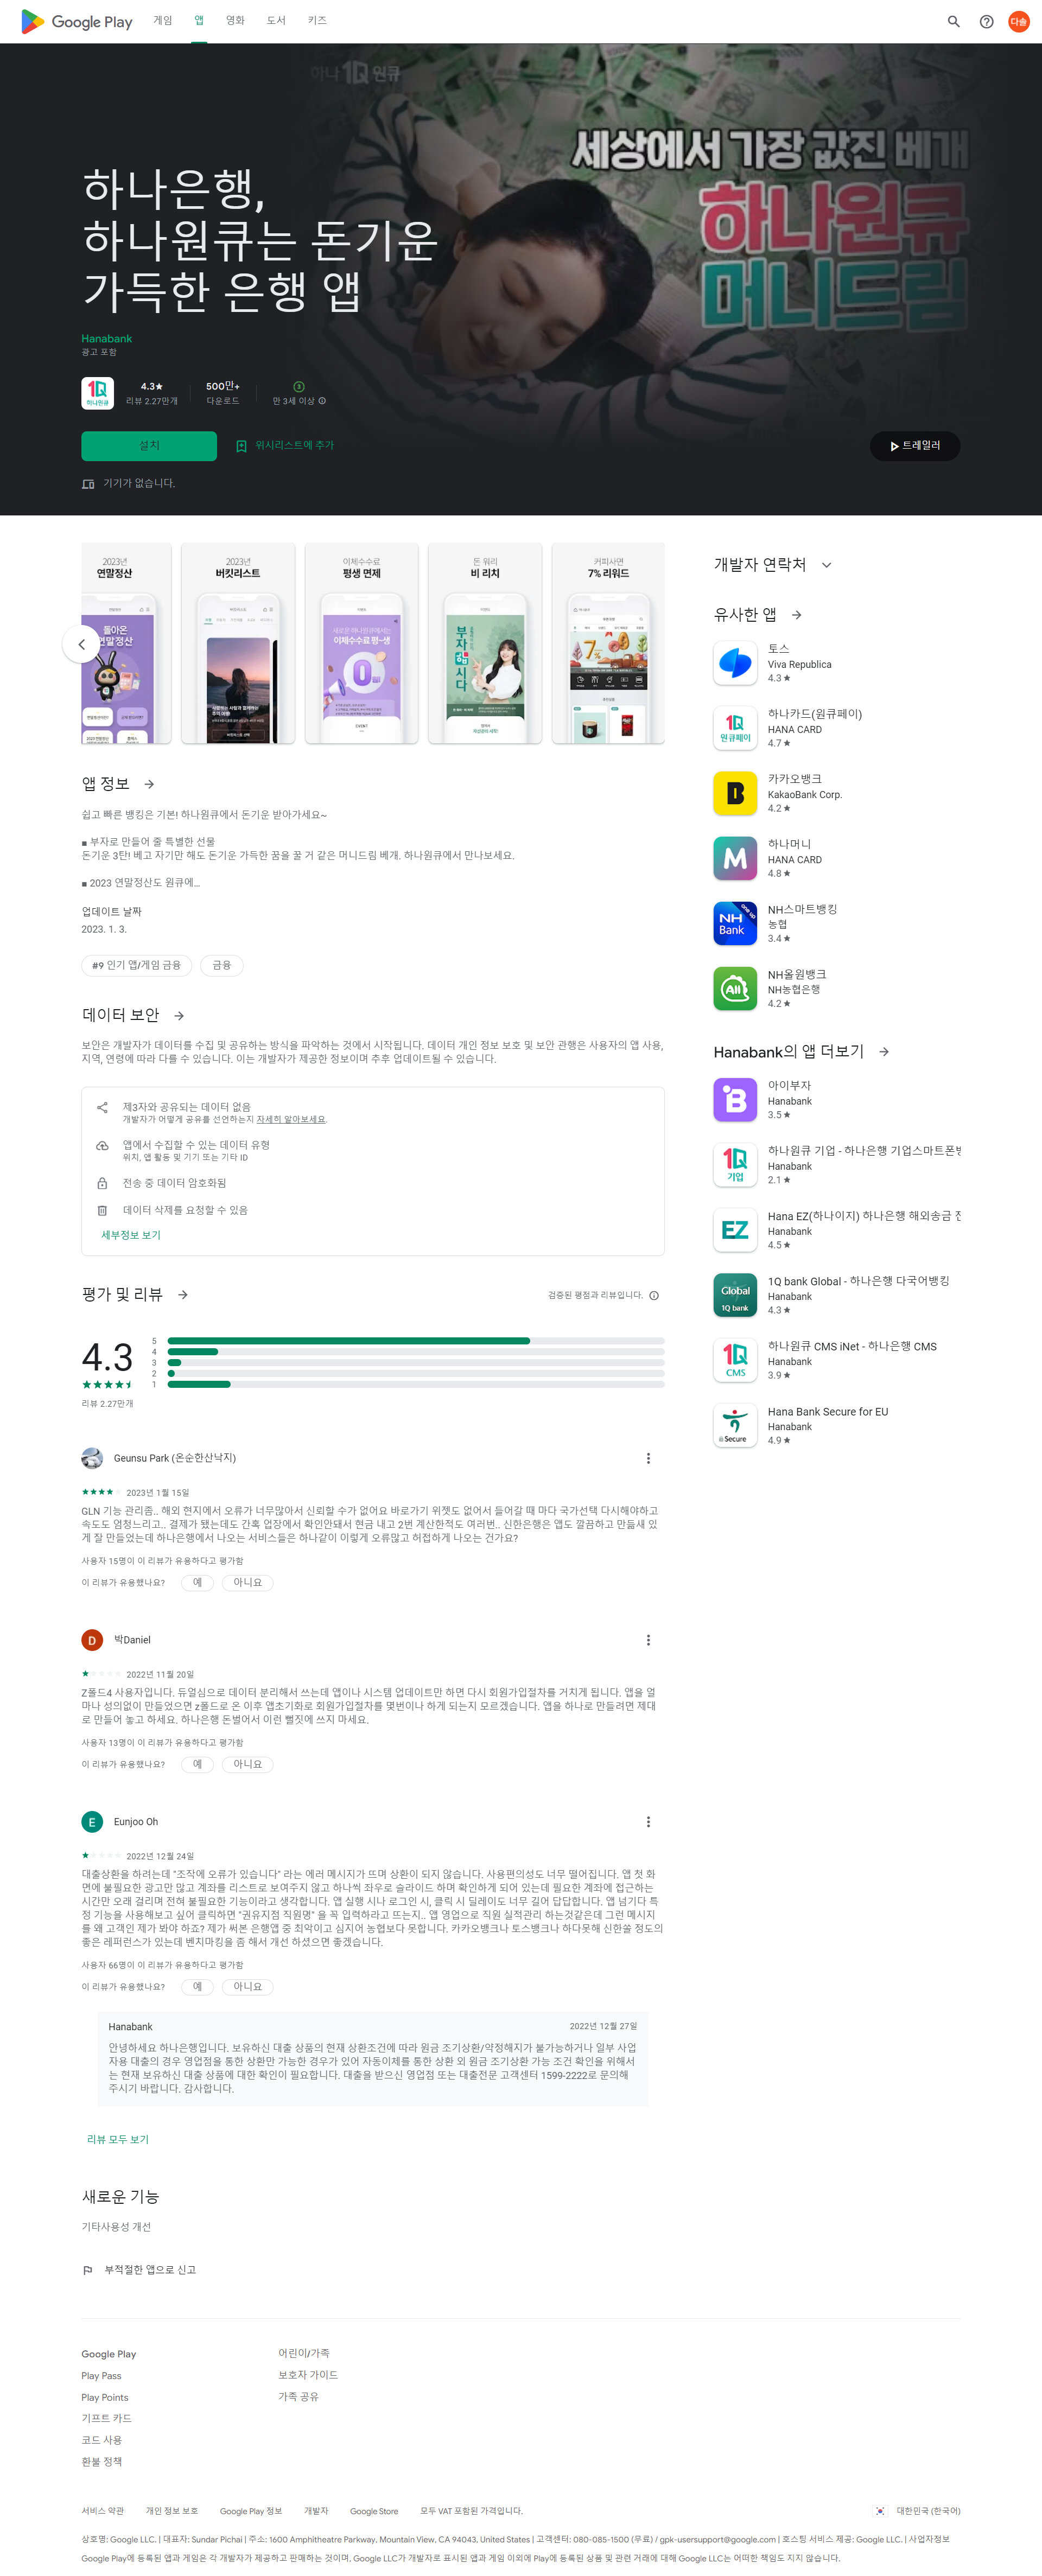 Google Play
게임
앱
영화
도서
키즈
다솔
하나 1Q 원큐
세상에서 가장 값진 베개
하나원큐
머니드림
하나은행,
하나원큐는 돈기운
가득한 은행 앱
Hanabank
광고 포함
1Q
하나원큐
4.3★
리뷰 2.27만개
500만+
다운로드
3
만 3세 이상
설치
위시리스트에 추가
트레일러
기기가 없습니다.
2023년
연말정산
돌아온
연말정산
2023년
버킷리스트
이체수수료
평생 면제
새로운 하나원큐에서는
이체수수료 평~생
0
EVENT
돈 워리
비 리치
부자
시다
커피사면
7% 리워드
7%
개발자 연락처
유사한 앱
토스
Viva Republica
4.3★
1Q
원큐페이
하나카드(원큐페이)
HANA CARD
4.7★
카카오뱅크
KakaoBank Corp.
4.2★
하나머니
HANA CARD
4.8★
one up
NH
Bank
NH스마트뱅킹
농협
3.4★
All
NH올원뱅크
NH농협은행
4.2★
Hanabank의 앱 더보기
아이부자
Hanabank
3.5★
1Q
기업
하나원큐 기업 - 하나은행 기업스마트폰뱅
Hanabank
2.1★
EZ
Hana EZ(하나이지) 하나은행 해외송금 전
Hanabank
4.5★
Global
1Q bank
1Q bank Global - 하나은행 다국어뱅킹
Hanabank
4.3★
1Q
CMS
하나원큐 CMS iNet - 하나은행 CMS
Hanabank
3.9★
Secure
Hana Bank Secure for EU
Hanabank
4.9★
앱 정보
쉽고 빠른 뱅킹은 기본! 하나원큐에서 돈기운 받아가세요~
■ 부자로 만들어 줄 특별한 선물
돈기운 3탄! 베고 자기만 해도 돈기운 가득한 꿈을 꿀 거 같은 머니드림 베개. 하나원큐에서 만나보세요.
■ 2023 연말정산도 원큐에…
업데이트 날짜
2023. 1. 3.
#9 인기 앱/게임 금융
금융
데이터 보안
보안은 개발자가 데이터를 수집 및 공유하는 방식을 파악하는 것에서 시작됩니다. 데이터 개인 정보 보호 및 보안 관행은 사용자의 앱 사용,
지역, 연령에 따라 다를 수 있습니다. 이는 개발자가 제공한 정보이며 추후 업데이트될 수 있습니다.
제3자와 공유되는 데이터 없음
개발자가 어떻게 공유를 선언하는지 자세히 알아보세요.
앱에서 수집할 수 있는 데이터 유형
위치, 앱 활동 및 기기 또는 기타 ID
전송 중 데이터 암호화됨
데이터 삭제를 요청할 수 있음
세부정보 보기
평가 및 리뷰
검증된 평점과 리뷰입니다.
4.3
5
4
3
2
1
리뷰 2.27만개
Geunsu Park (온순한산낙지)
2023년 1월 15일
GLN 기능 관리좀.. 해외 현지에서 오류가 너무많아서 신뢰할 수가 없어요 바로가기 위젯도 없어서 들어갈 때 마다 국가선택 다시해야하고
속도도 엄청느리고.. 결제가 됐는데도 간혹 업장에서 확인안돼서 현금 내고 2번 계산한적도 여러번.. 신한은행은 앱도 깔끔하고 만듦새 있
게 잘 만들었는데 하나은행에서 나오는 서비스들은 하나같이 이렇게 오류많고 허접하게 나오는 건가요?
사용자 15명이 이 리뷰가 유용하다고 평가함
이 리뷰가 유용했나요?
예
아니요
D
박Daniel
2022년 11월 20일
Z폴드4 사용자입니다. 듀얼심으로 데이터 분리해서 쓰는데 앱이나 시스템 업데이트만 하면 다시 회원가입절차를 거치게 됩니다. 앱을 얼
마나 성의없이 만들었으면 z폴드로 온 이후 앱초기화로 회원가입절차를 몇번이나 하게 되는지 모르겠습니다. 앱을 하나로 만들려면 제대
로 만들어 놓고 하세요. 하나은행 돈벌어서 이런 뻘짓에 쓰지 마세요.
사용자 13명이 이 리뷰가 유용하다고 평가함
이 리뷰가 유용했나요?
예
아니요
E
Eunjoo Oh
2022년 12월 24일
대출상환을 하려는데 "조작에 오류가 있습니다" 라는 에러 메시지가 뜨며 상환이 되지 않습니다. 사용편의성도 너무 떨어집니다. 앱 첫 화
면에 불필요한 광고만 많고 계좌를 리스트로 보여주지 않고 하나씩 좌우로 슬라이드 하며 확인하게 되어 있는데 필요한 계좌에 접근하는
시간만 오래 걸리며 전혀 불필요한 기능이라고 생각합니다. 앱 실행 시나 로그인 시, 클릭 시 딜레이도 너무 길어 답답합니다. 앱 넘기다 특
정 기능을 사용해보고 싶어 클릭하면 "권유지점 직원명" 을 꼭 입력하라고 뜨는지.. 앱 영업으로 직원 실적관리 하는것같은데 그런 메시지
를 왜 고객인 제가 봐야 하죠? 제가 써본 은행앱 중 최악이고 심지어 농협보다 못합니다. 카카오뱅크나 토스뱅크나 하다못해 신한쏠 정도의
좋은 레퍼런스가 있는데 벤치마킹을 좀 해서 개선 하셨으면 좋겠습니다.
사용자 66명이 이 리뷰가 유용하다고 평가함
이 리뷰가 유용했나요?
예
아니요
Hanabank
2022년 12월 27일
안녕하세요 하나은행입니다. 보유하신 대출 상품의 현재 상환조건에 따라 원금 조기상환/약정해지가 불가능하거나 일부 사업
자용 대출의 경우 영업점을 통한 상환만 가능한 경우가 있어 자동이체를 통한 상환 외 원금 조기상환 가능 조건 확인을 위해서
는 현재 보유하신 대출 상품에 대한 확인이 필요합니다. 대출을 받으신 영업점 또는 대출전문 고객센터 1599-2222로 문의해
주시기 바랍니다. 감사합니다.
리뷰 모두 보기
새로운 기능
기타사용성 개선
부적절한 앱으로 신고
Google Play
Play Pass
Play Points
기프트 카드
코드 사용
환불 정책
어린이/가족
보호자 가이드
가족 공유
서비스 약관
개인 정보 보호
Google Play 정보
개발자
Google Store
모두 VAT 포함된 가격입니다.
대한민국 (한국어)
상호명: Google LLC. | 대표자: Sundar Pichai | 주소: 1600 Amphitheatre Parkway, Mountain View, CA 94043, United States | 고객센터: 080-085-1500 (무료) / gpk-usersupport@google.com | 호스팅 서비스 제공: Google LLC. | 사업자정보
Google Play에 등록된 앱과 게임은 각 개발자가 제공하고 판매하는 것이며, Google LLC가 개발자로 표시된 앱과 게임 이외에 Play에 등록된 상품 및 관련 거래에 대해 Google LLC는 어떠한 책임도 지지 않습니다.